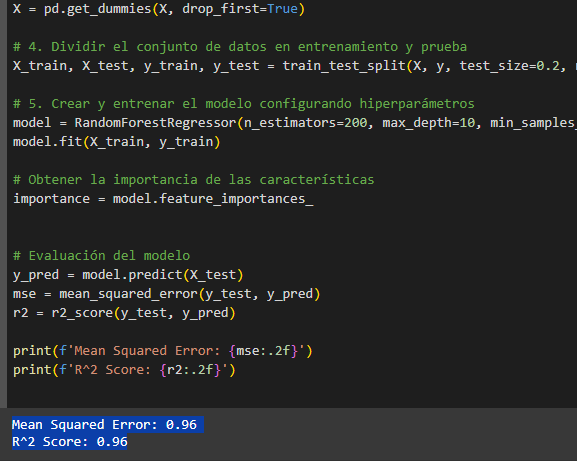 X = pd.get_dummies(X, drop_first=True)
# 4. Dividir el conjunto de datos en entrenamiento y prueba
X_train, X_test, y_train, y_test = train_test_split(X, y, test_size=0.2,
# 5. Crear y entrenar el modelo configurando hiperparámetros
model = RandomForestRegressor(n_estimators=200, max_depth=10, min_samples_
model.fit(X_train, y_train)
# Obtener la importancia de las características
importance = model.feature_importances_
# Evaluación del modelo
y_pred = model.predict(X_test)
mse = mean_squared_error(y_test, y_pred)
r2 = r2_score(y_test, y_pred)
print(f'Mean Squared Error: {mse:.2f}')
print(f'R^2 Score: {r2:.2f}')
Mean Squared Error: 0.96
R^2 Score: 0.96